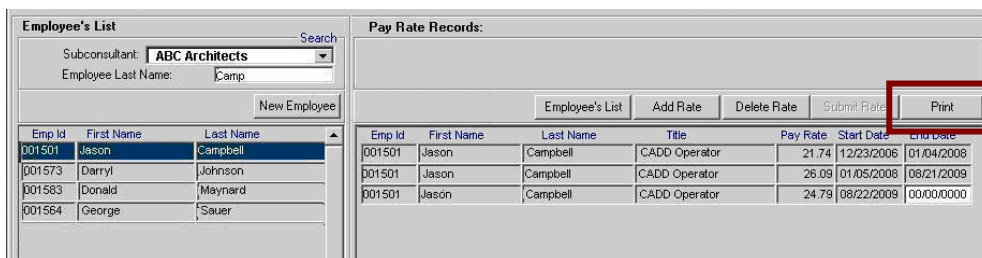 Employee's List
Search
Subconsultant: ABC Architects
Employee Last Name: Camp
New Employee
Emp Id First Name Last Name
001501 Jason Campbell
001573 Darryl Johnson
001583 Donald Maynard
001564 George Sauer
Pay Rate Records:
Employee's List Add Rate Delete Rate Submit Rate Print
Emp Id First Name Last Name Title Pay Rate Start Date End Date
001501 Jason Campbell CADD Operator 21.74 12/23/2006 01/04/2008
001501 Jason Campbell CADD Operator 26.09 01/05/2008 08/21/2009
001501 Jason Campbell CADD Operator 24.79 08/22/2009 00/00/0000